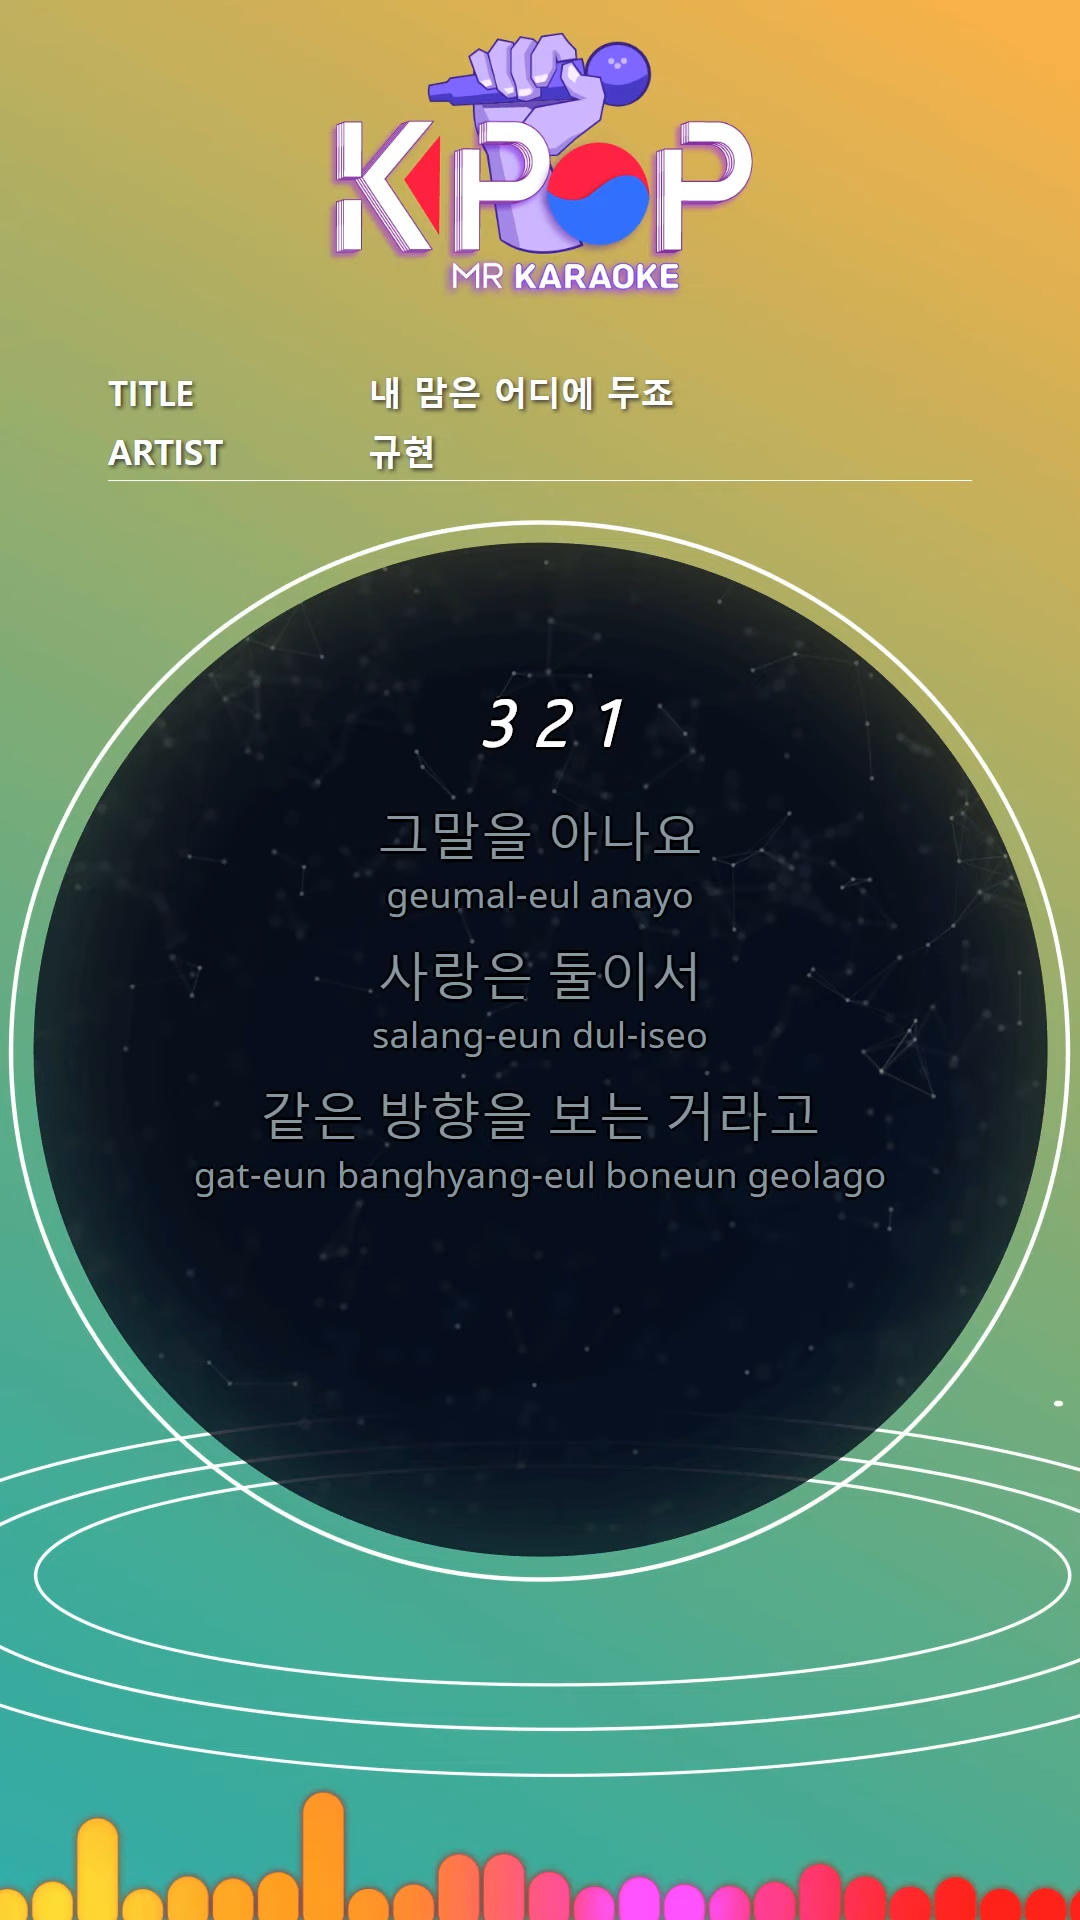 KPOP
MR KARAOKE
TITLE 내 맘은 어디에 두죠
ARTIST 규현
3 2 1
그말을 아나요
geumal-eul anayo
사랑은 둘이서
salang-eun dul-iseo
같은 방향을 보는 거라고
gat-eun banghyang-eul boneun geolago